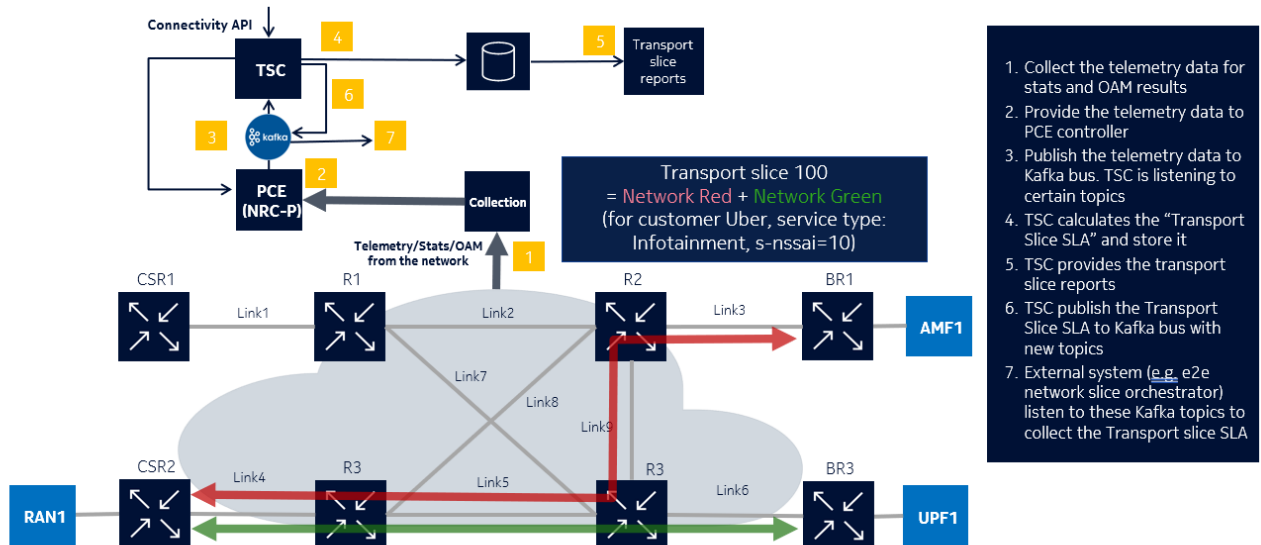 Connectivity API
TSC
4
5
Transport
slice
reports
6
3
kafka
7
2
PCE
(NRC-P)
Collection
Telemetry/Stats/OAM
from the network
1
Transport slice 100
= Network Red + Network Green
(for customer Uber, service type:
Infotainment, s-nssai=10)
CSR1
R1
R2
BR1
Link1
Link2
Link3
AMF1
Link7
Link8
Link9
CSR2
R3
R3
BR3
Link4
Link5
Link6
RAN1
UPF1
1. Collect the telemetry data for
stats and OAM results
2. Provide the telemetry data to
PCE controller
3. Publish the telemetry data to
Kafka bus. TSC is listening to
certain topics
4. TSC calculates the “Transport
Slice SLA” and store it
5. TSC provides the transport
slice reports
6. TSC publish the Transport
Slice SLA to Kafka bus with
new topics
7. External system (e.g. e2e
network slice orchestrator)
listen to these Kafka topics to
collect the Transport slice SLA